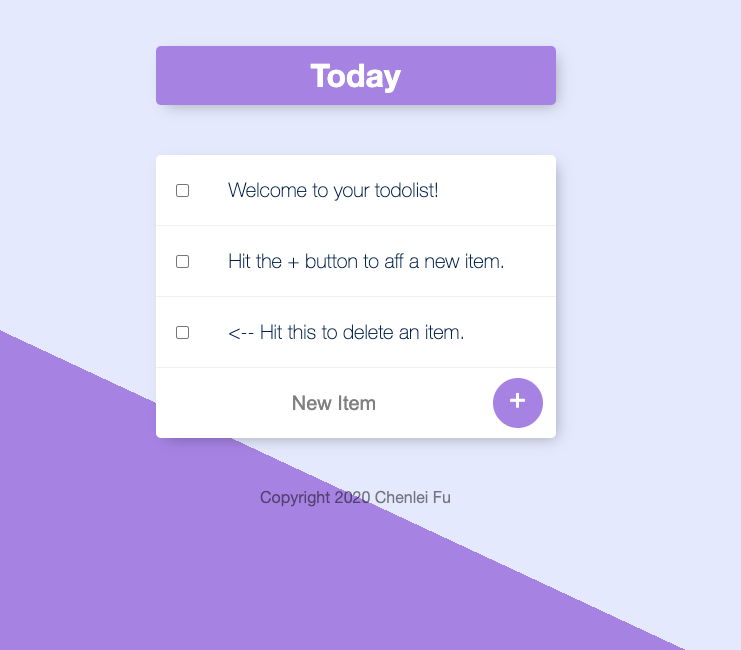 Today
Welcome to your todolist!
Hit the + button to aff a new item.
<-- Hit this to delete an item.
New Item
+
Copyright 2020 Chenlei Fu